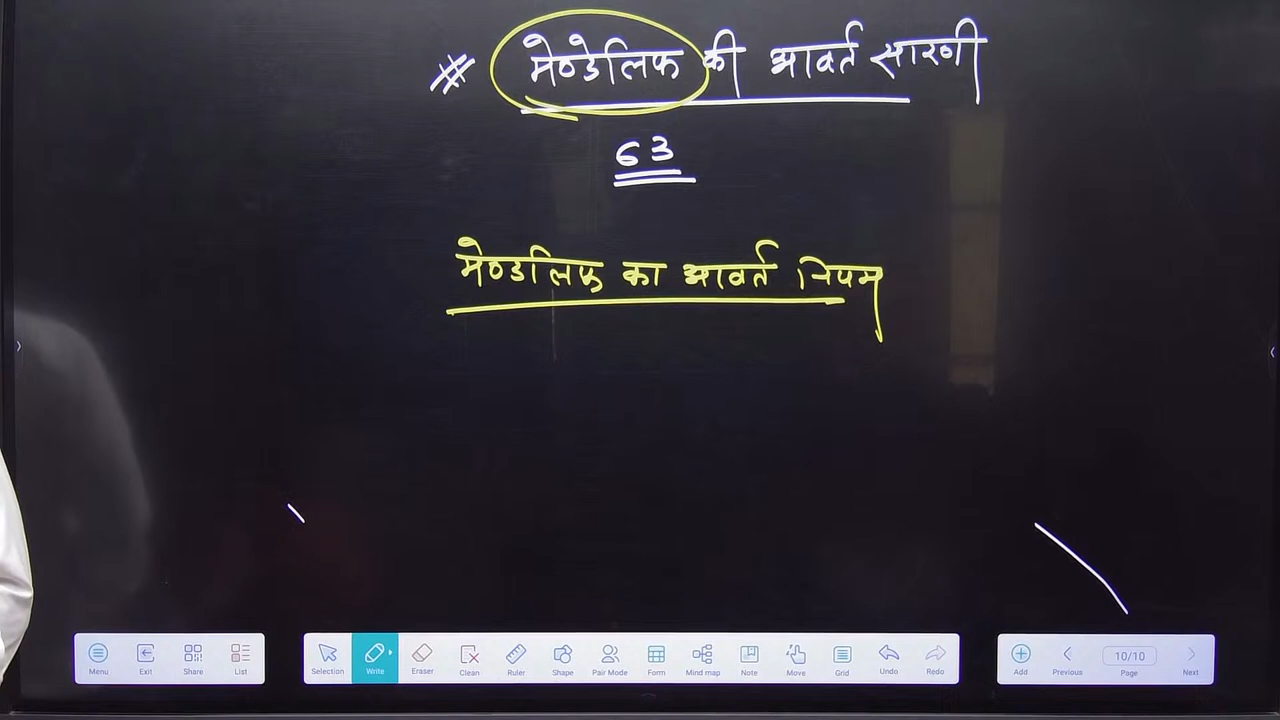 # मेण्डेलिफ की आवर्त सारणी
63
मेण्डलिफ का आवर्त नियम
Menu Exit Share List Selection Write Eraser Clean Ruler Shape Pair Mode Form Mind map Note Move Grid Undo Redo Add Previous 10/10 Page Next